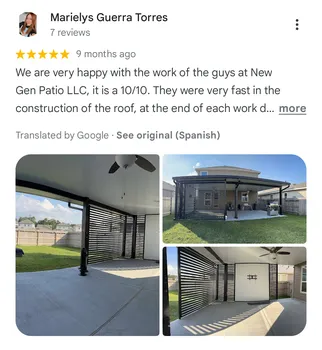 Marielys Guerra Torres
7 reviews
9 months ago
We are very happy with the work of the guys at New
Gen Patio LLC, it is a 10/10. They were very fast in the
construction of the roof, at the end of each work d... more
Translated by Google · See original (Spanish)